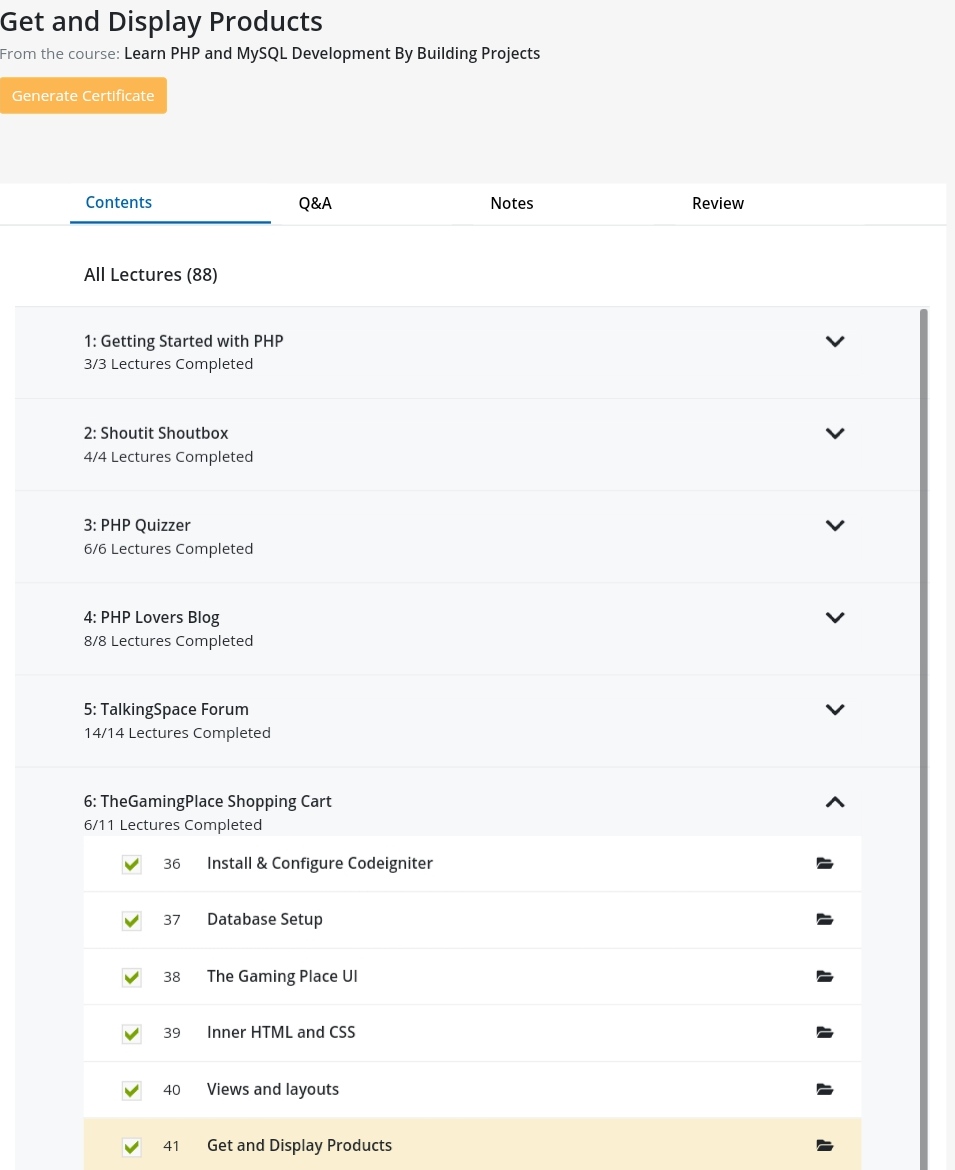 Get and Display Products
From the course: Learn PHP and MySQL Development By Building Projects
Generate Certificate
Contents Q&A Notes Review
All Lectures (88)
1: Getting Started with PHP
3/3 Lectures Completed
2: Shoutit Shoutbox
4/4 Lectures Completed
3: PHP Quizzer
6/6 Lectures Completed
4: PHP Lovers Blog
8/8 Lectures Completed
5: TalkingSpace Forum
14/14 Lectures Completed
6: TheGamingPlace Shopping Cart
6/11 Lectures Completed
36 Install & Configure Codeigniter
37 Database Setup
38 The Gaming Place UI
39 Inner HTML and CSS
40 Views and layouts
41 Get and Display Products